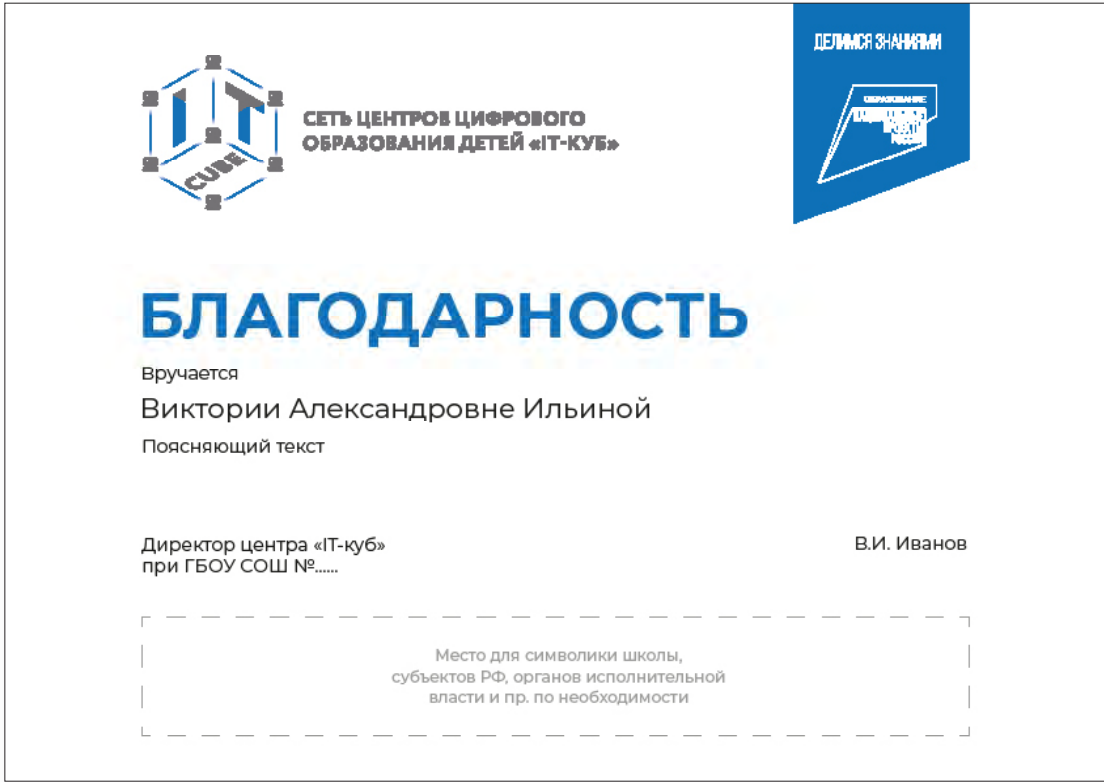 IT
CUBE
СЕТЬ ЦЕНТРОВ ЦИФРОВОГО
ОБРАЗОВАНИЯ ДЕТЕЙ «IT-КУБ»
ДЕЛИМСЯ ЗНАНИЯМИ
ОБРАЗОВАНИЕ
БЛАГОДАРНОСТЬ
Вручается
Виктории Александровне Ильиной
Поясняющий текст
Директор центра «IT-куб»
при ГБОУ СОШ №......
В.И. Иванов
Место для символики школы,
субъектов РФ, органов исполнительной
власти и пр. по необходимости